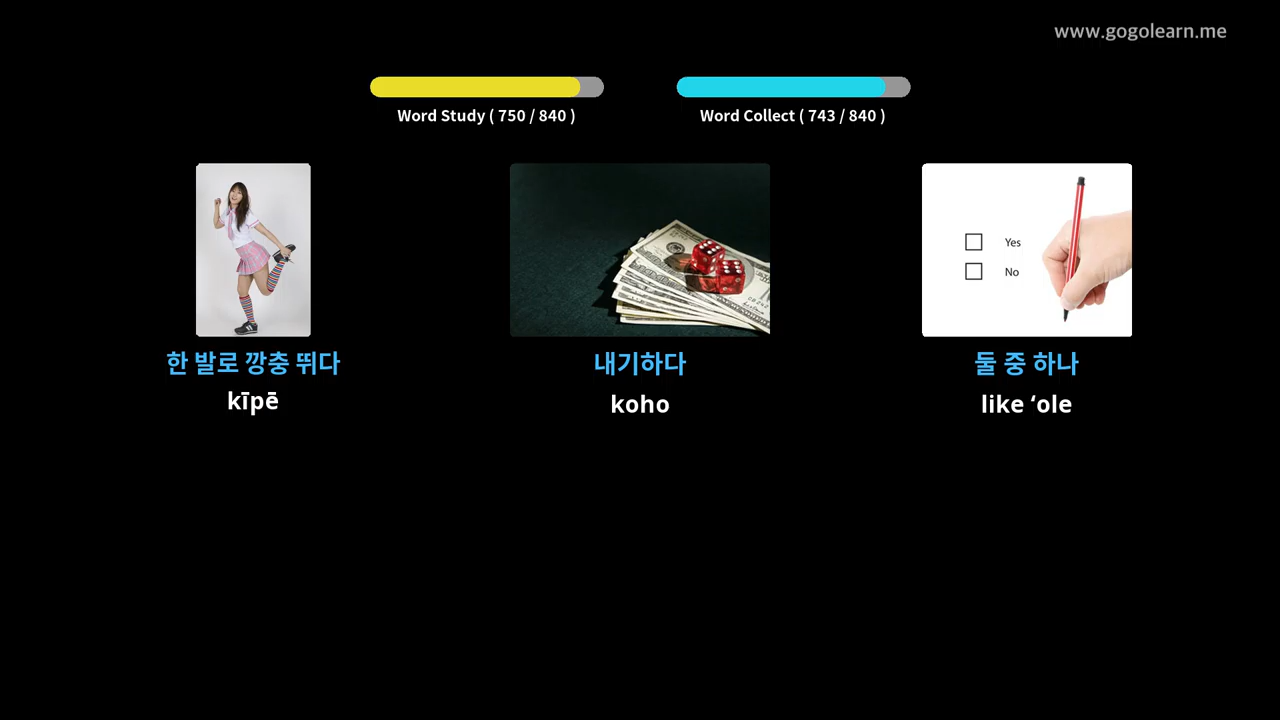 www.gogolearn.me
Word Study ( 750 / 840 )
Word Collect ( 743 / 840 )
Yes
No
한 발로 깡충 뛰다
내기하다
둘 중 하나
kīpē
koho
like ʻole